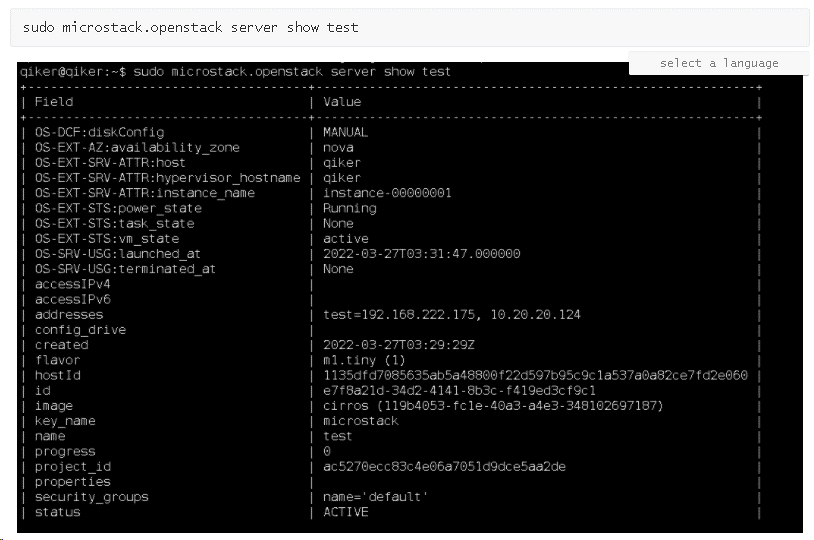 sudo microstack.openstack server show test
select a language
qiker@qiker:~$ sudo microstack.openstack server show test
+--------------------------------------+----------------------------------------------------------+
| Field | Value |
+--------------------------------------+----------------------------------------------------------+
| OS-DCF:diskConfig | MANUAL |
| OS-EXT-AZ:availability_zone | nova |
| OS-EXT-SRV-ATTR:host | qiker |
| OS-EXT-SRV-ATTR:hypervisor_hostname | qiker |
| OS-EXT-SRV-ATTR:instance_name | instance-00000001 |
| OS-EXT-STS:power_state | Running |
| OS-EXT-STS:task_state | None |
| OS-EXT-STS:vm_state | active |
| OS-SRV-USG:launched_at | 2022-03-27T03:31:47.000000 |
| OS-SRV-USG:terminated_at | None |
| accessIPv4 | |
| accessIPv6 | |
| addresses | test=192.168.222.175, 10.20.20.124 |
| config_drive | |
| created | 2022-03-27T03:29:29Z |
| flavor | m1.tiny (1) |
| hostId | 1135dfd7085635ab5a48800f22d597b95c9c1a537a0a82ce7fd2e060 |
| id | e7f8a21d-34d2-4141-8b3c-f419ed3cf9c1 |
| image | cirros (119b4053-fc1e-40a3-a4e3-348102697187) |
| key_name | microstack |
| name | test |
| progress | 0 |
| project_id | ac5270ecc83c4e06a7051d9dce5aa2de |
| properties | |
| security_groups | name='default' |
| status | ACTIVE |